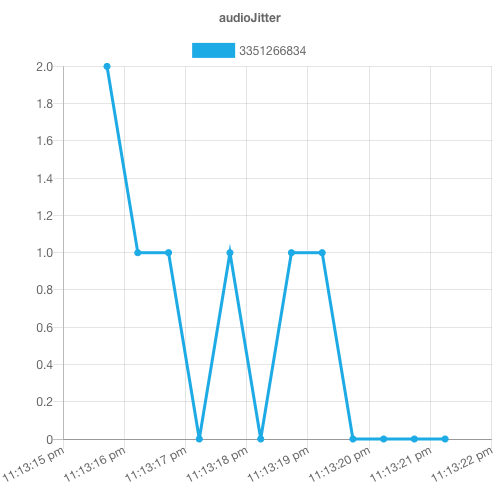 audioJitter
3351266834
2.0
1.8
1.6
1.4
1.2
1.0
0.8
0.6
0.4
0.2
0
11:13:15 pm
11:13:16 pm
11:13:17 pm
11:13:18 pm
11:13:19 pm
11:13:20 pm
11:13:21 pm
11:13:22 pm